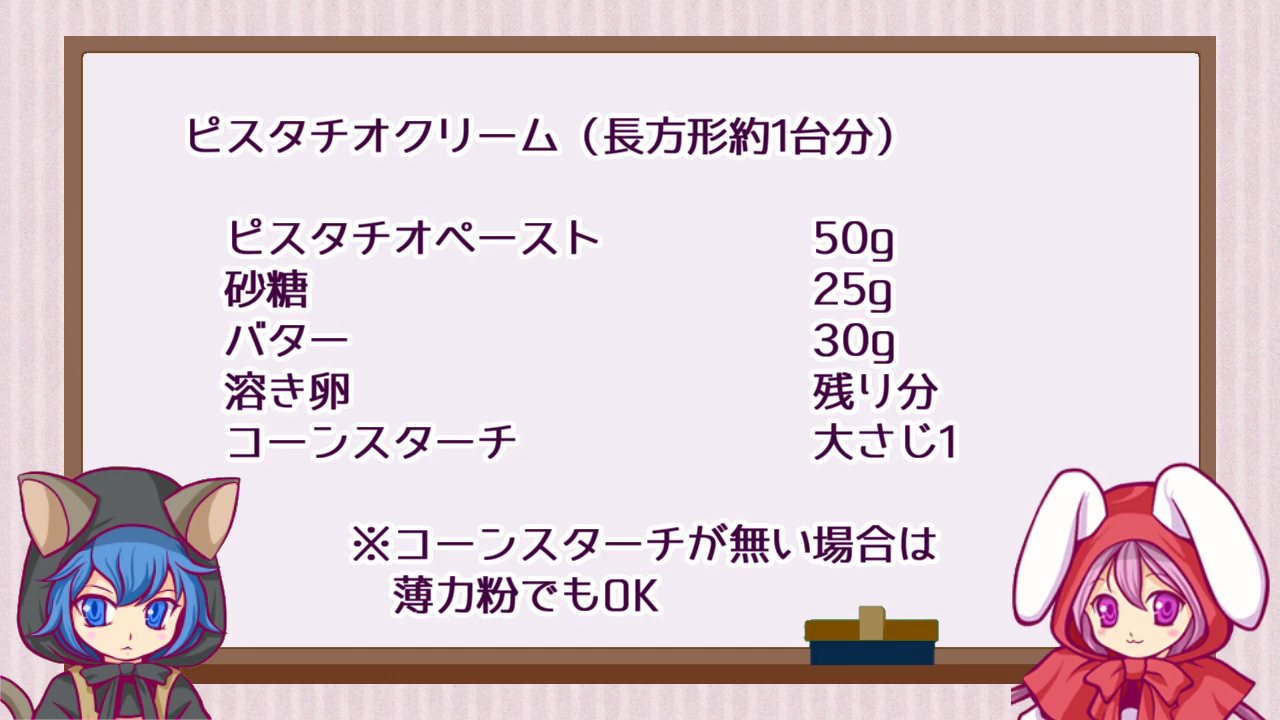 ピスタチオクリーム（長方形約1台分）
ピスタチオペースト 50g
砂糖 25g
バター 30g
溶き卵 残り分
コーンスターチ 大さじ1
※コーンスターチが無い場合は
薄力粉でもOK